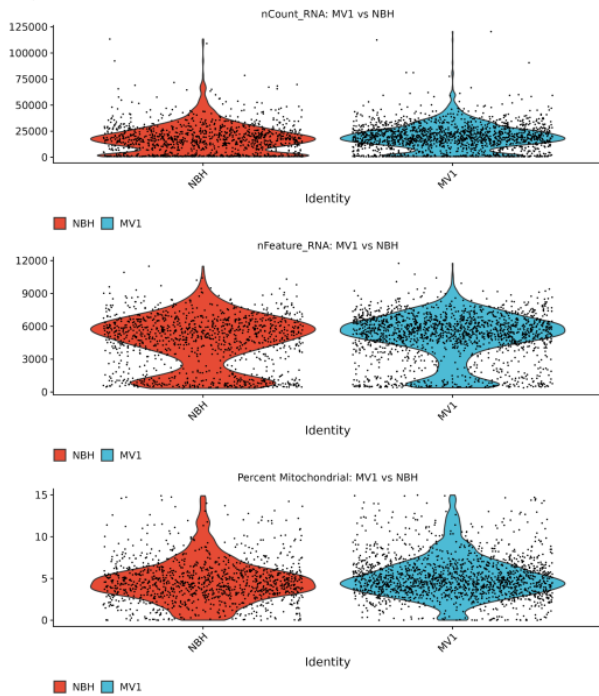 nCount_RNA: MV1 vs NBH
125000
100000
75000
50000
25000
0
NBH
MV1
Identity
NBH MV1
nFeature_RNA: MV1 vs NBH
12000
9000
6000
3000
0
NBH
MV1
Identity
NBH MV1
Percent Mitochondrial: MV1 vs NBH
15
10
5
0
NBH
MV1
Identity
NBH MV1